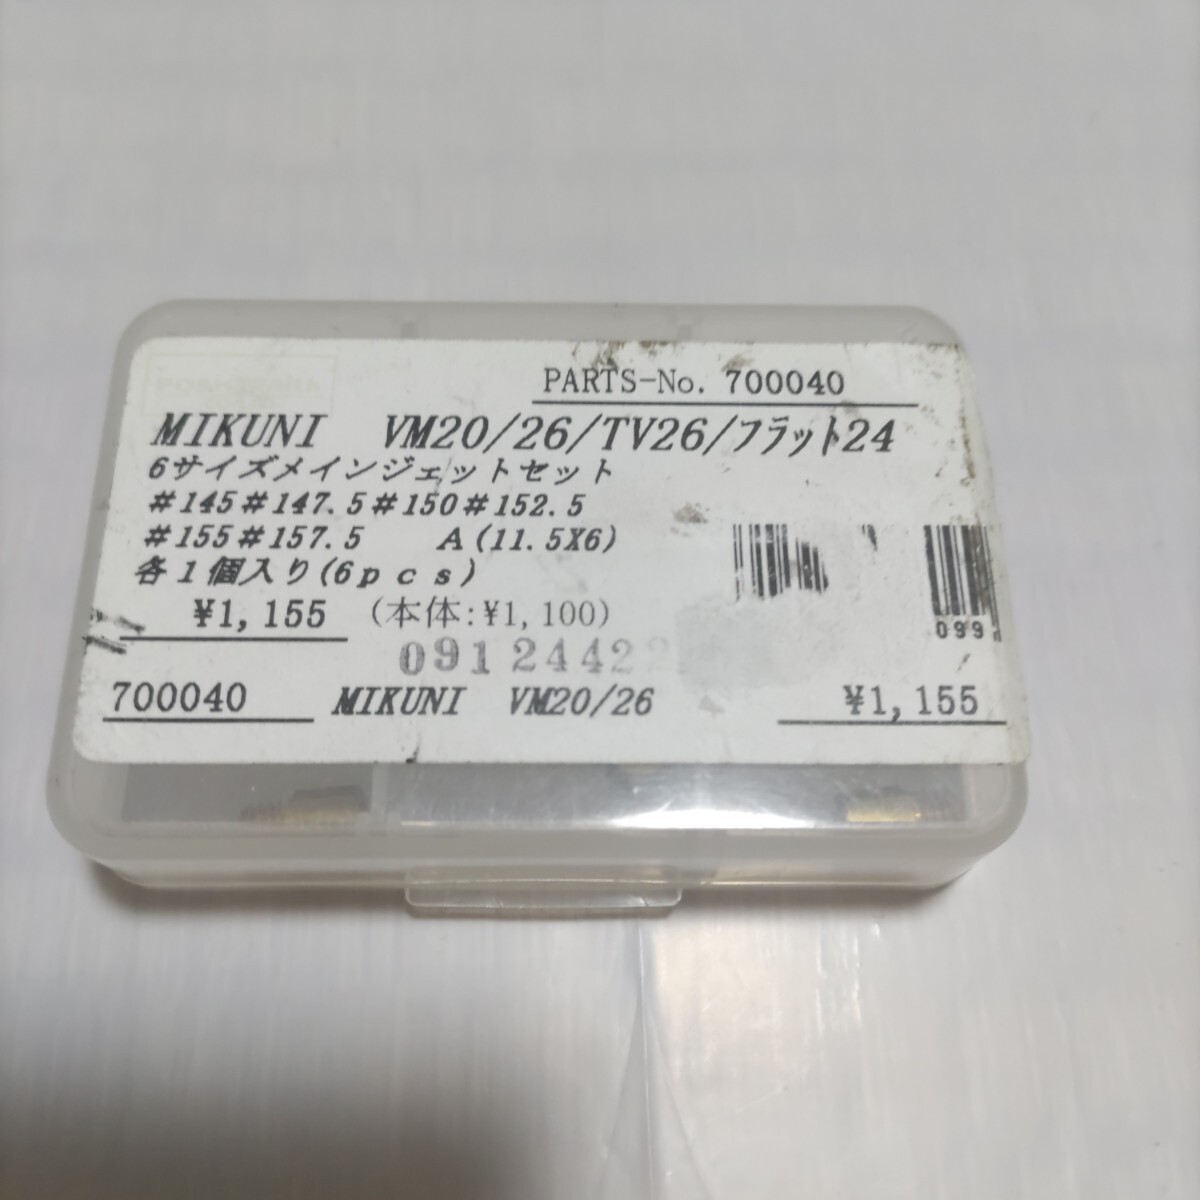 PARTS-No. 700040
MIKUNI VM20/26/TV26/フラット24
6サイズメインジェットセット
#145#147.5#150#152.5
#155#157.5 A(11.5X6)
各1個入り(6pcs)
¥1,155 (本体:¥1,100)
099
0912442
700040 MIKUNI VM20/26 ¥1,155